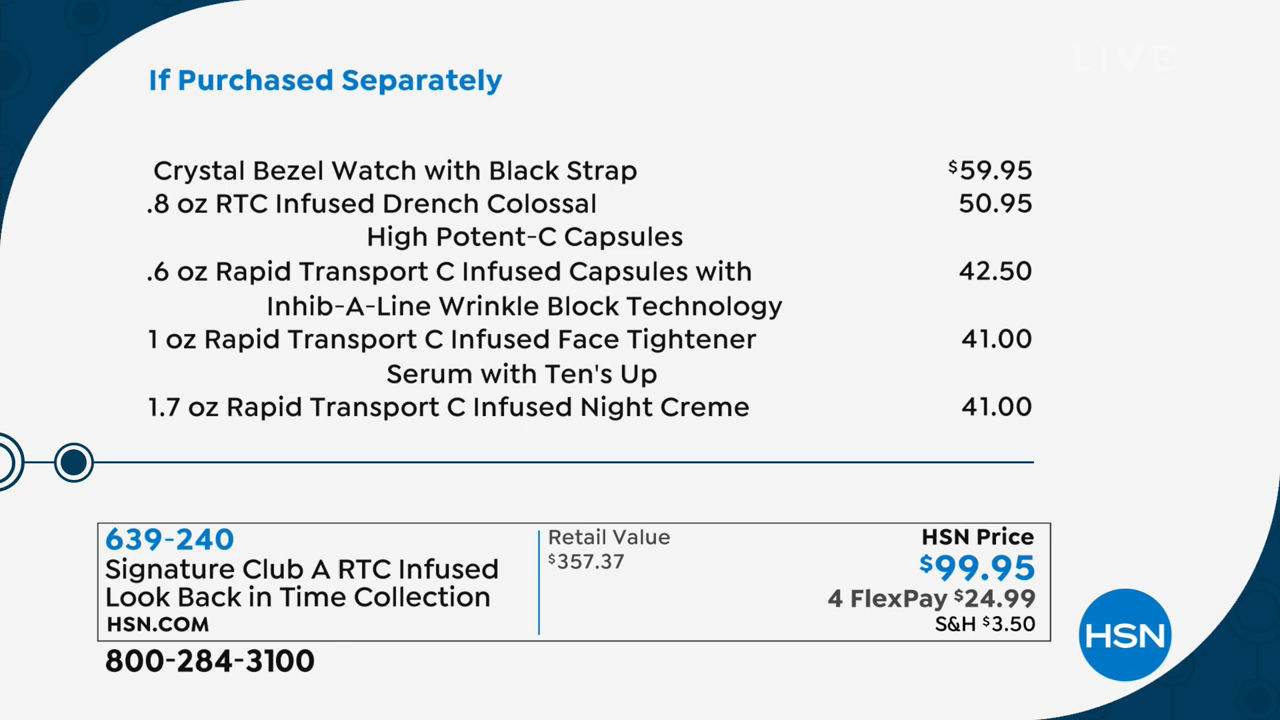 LIVE
If Purchased Separately
Crystal Bezel Watch with Black Strap $59.95
.8 oz RTC Infused Drench Colossal 50.95
High Potent-C Capsules
.6 oz Rapid Transport C Infused Capsules with 42.50
Inhib-A-Line Wrinkle Block Technology
1 oz Rapid Transport C Infused Face Tightener 41.00
Serum with Ten's Up
1.7 oz Rapid Transport C Infused Night Creme 41.00
639-240
Signature Club A RTC Infused
Look Back in Time Collection
HSN.COM
Retail Value
$357.37
HSN Price
$99.95
4 FlexPay $24.99
S&H $3.50
800-284-3100
HSN